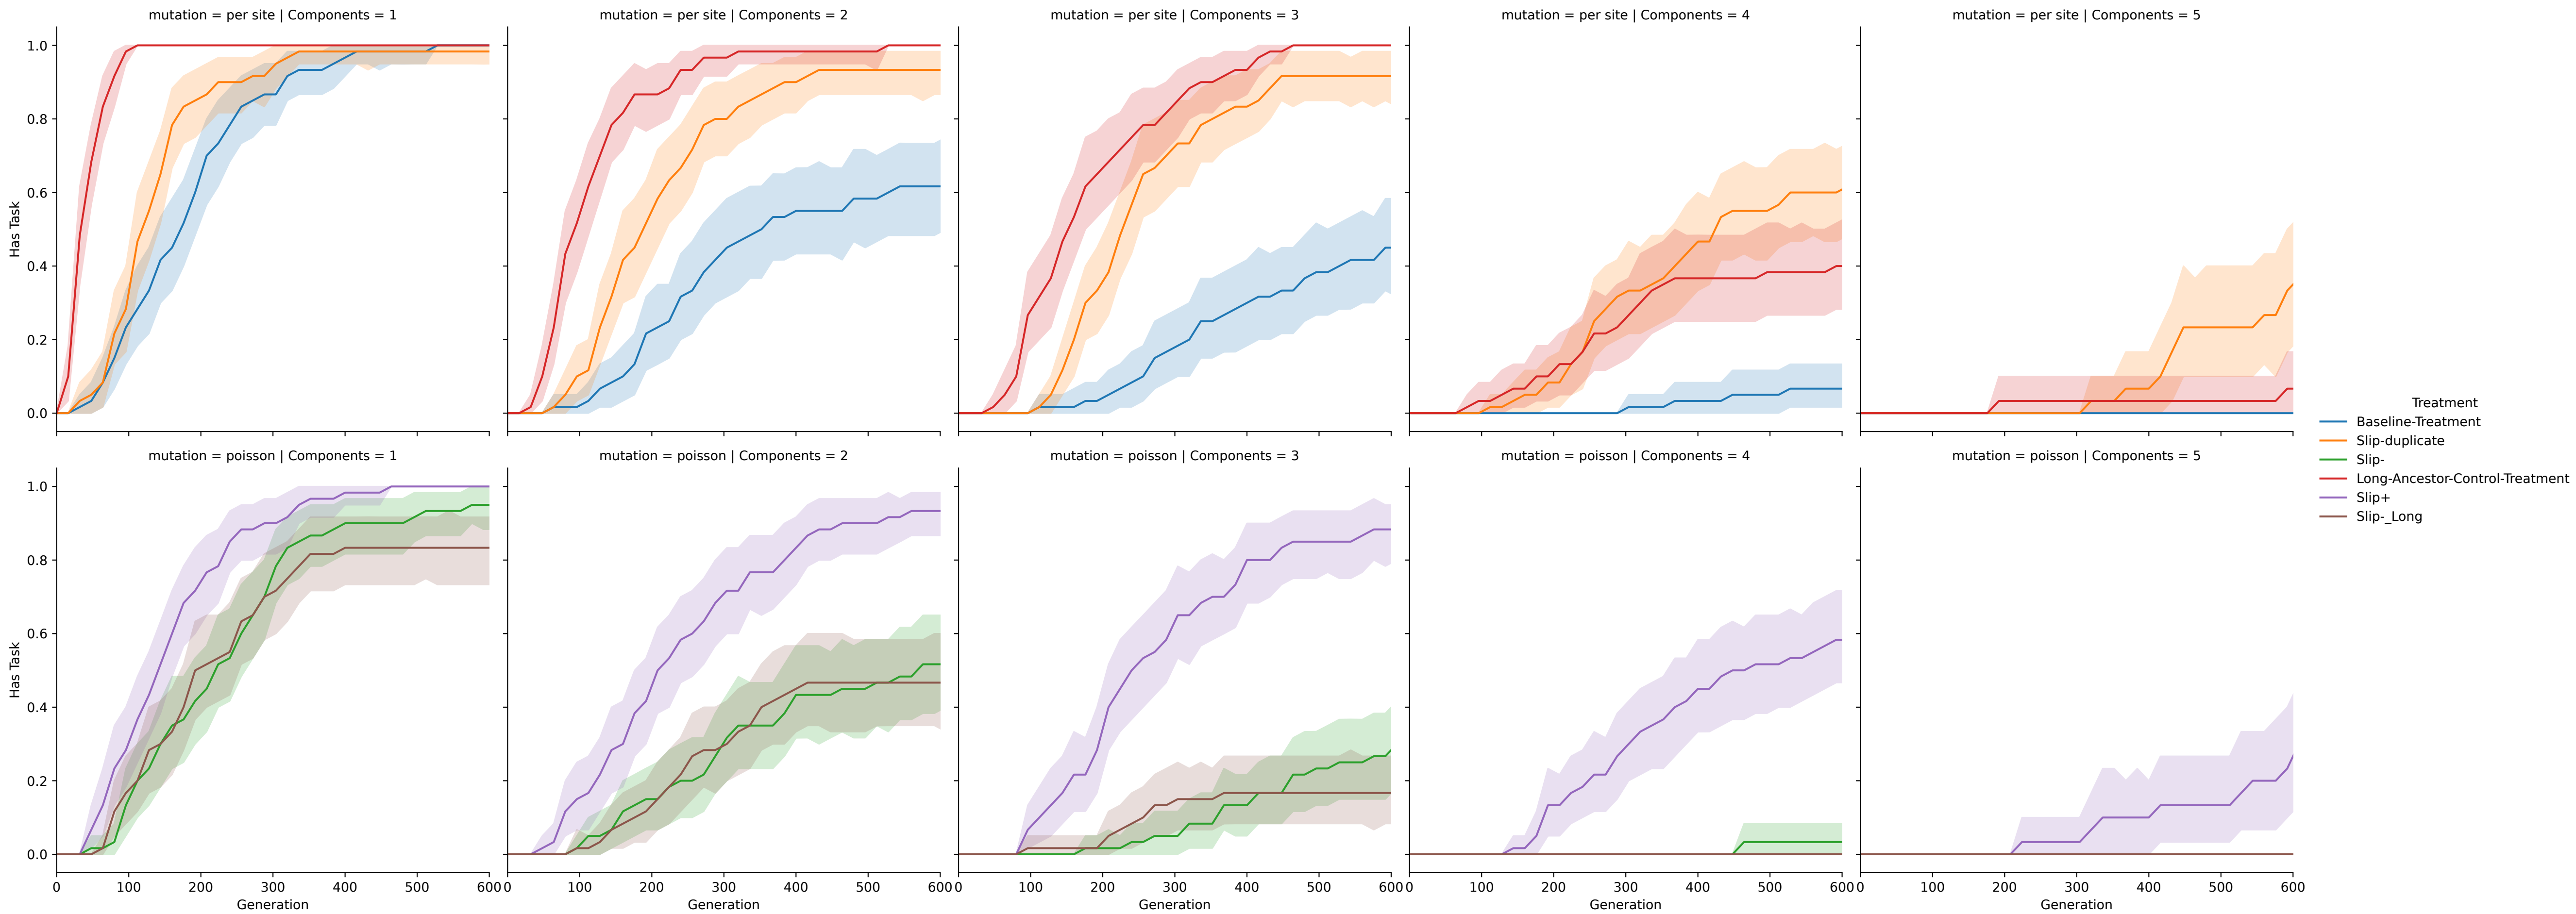 mutation = per site | Components = 1
mutation = per site | Components = 2
mutation = per site | Components = 3
mutation = per site | Components = 4
mutation = per site | Components = 5
1.0
0.8
0.6
0.4
0.2
0.0
Has Task
mutation = poisson | Components = 1
mutation = poisson | Components = 2
mutation = poisson | Components = 3
mutation = poisson | Components = 4
mutation = poisson | Components = 5
1.0
0.8
0.6
0.4
0.2
0.0
Has Task
0 100 200 300 400 500 600
0 100 200 300 400 500 600
0 100 200 300 400 500 600
0 100 200 300 400 500 600
0 100 200 300 400 500 600
Generation
Generation
Generation
Generation
Generation
Treatment
Baseline-Treatment
Slip-duplicate
Slip-
Long-Ancestor-Control-Treatment
Slip+
Slip-_Long